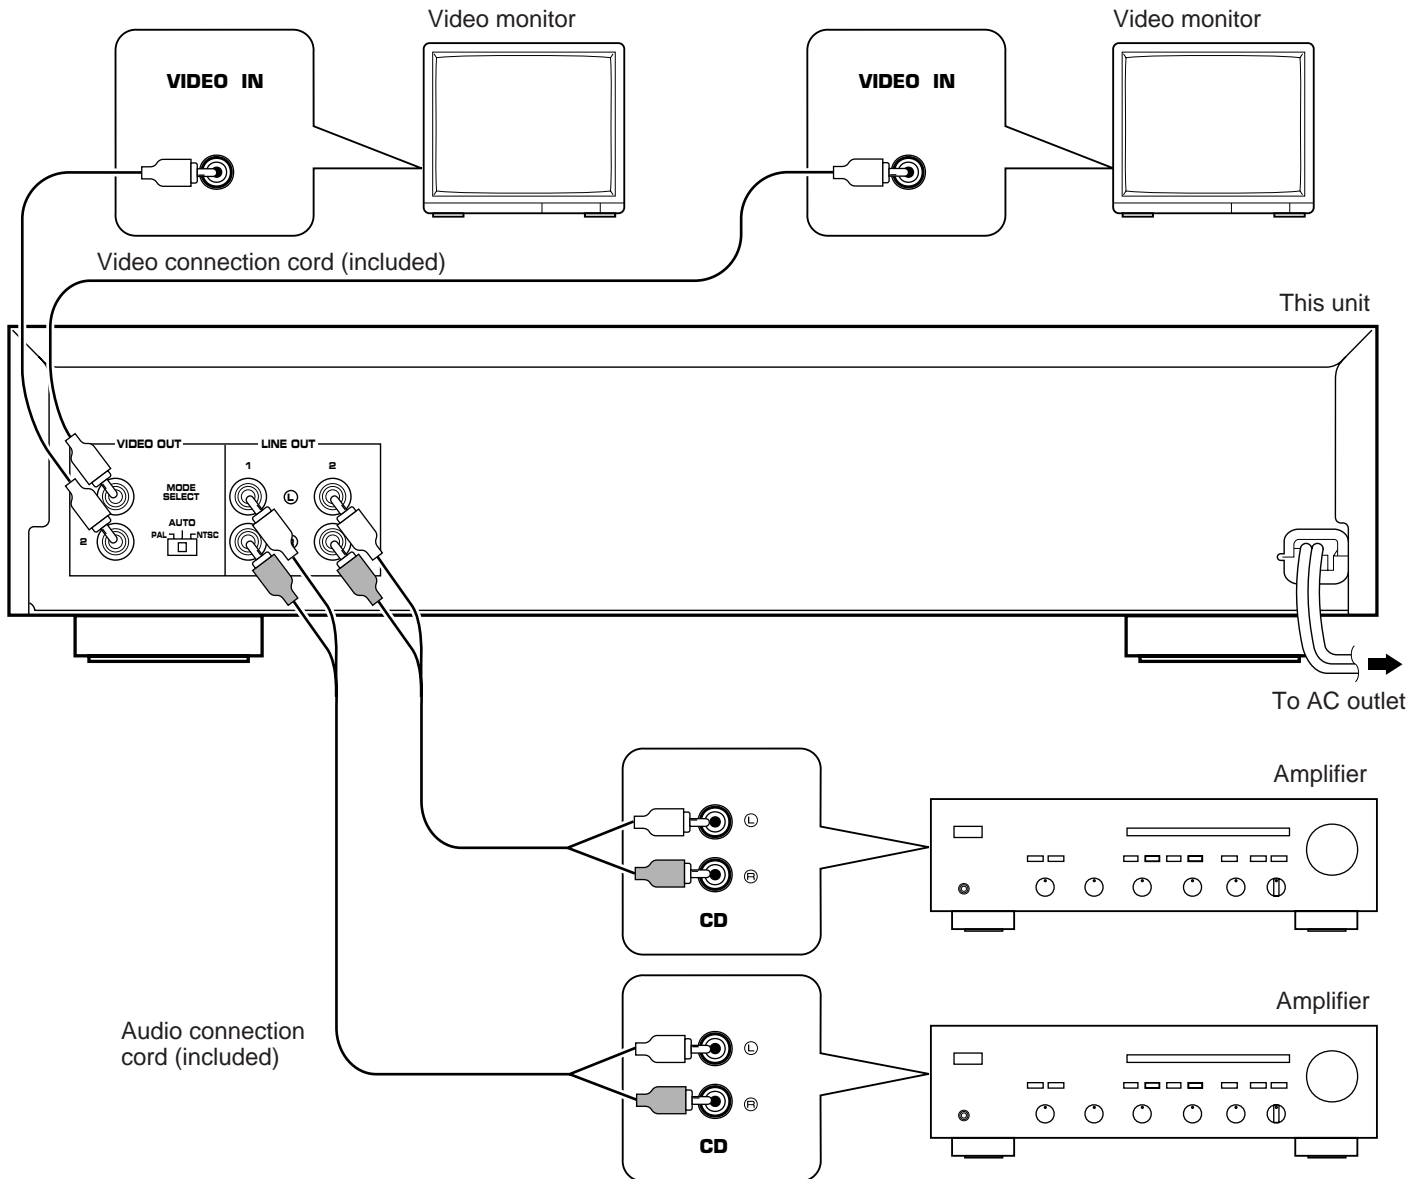 Video monitor
Video monitor
VIDEO IN
VIDEO IN
Video connection cord (included)
This unit
VIDEO OUT
LINE OUT
1
2
MODE
SELECT
L
AUTO
PAL
NTSC
2
To AC outlet
Amplifier
L
R
CD
Amplifier
Audio connection
cord (included)
L
R
CD